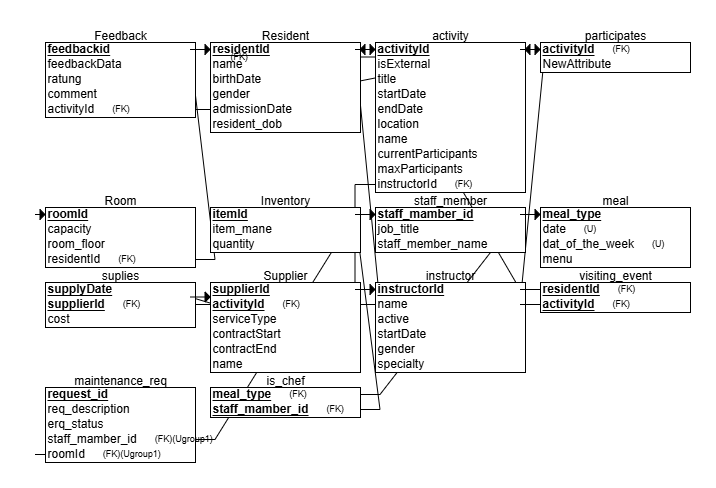 Feedback
feedbackid
feedbackData
ratung
comment
activityId (FK)
Resident
residentId
name (FK)
birthDate
gender
admissionDate
resident_dob
activity
activityId
isExternal
title
startDate
endDate
location
name
currentParticipants
maxParticipants
instructorId (FK)
participates
activityId (FK)
NewAttribute
Room
roomId
capacity
room_floor
residentId (FK)
Inventory
itemId
item_mane
quantity
staff_member
staff_mamber_id
job_title
staff_member_name
meal
meal_type
date (U)
dat_of_the_week (U)
menu
suplies
supplyDate
supplierId (FK)
cost
Supplier
supplierId
activityId (FK)
serviceType
contractStart
contractEnd
name
instructor
instructorId
name
active
startDate
gender
specialty
visiting_event
residentId (FK)
activityId (FK)
maintenance_req
request_id
req_description
erq_status
staff_mamber_id (FK)(Ugroup1)
roomId (FK)(Ugroup1)
is_chef
meal_type (FK)
staff_mamber_id (FK)